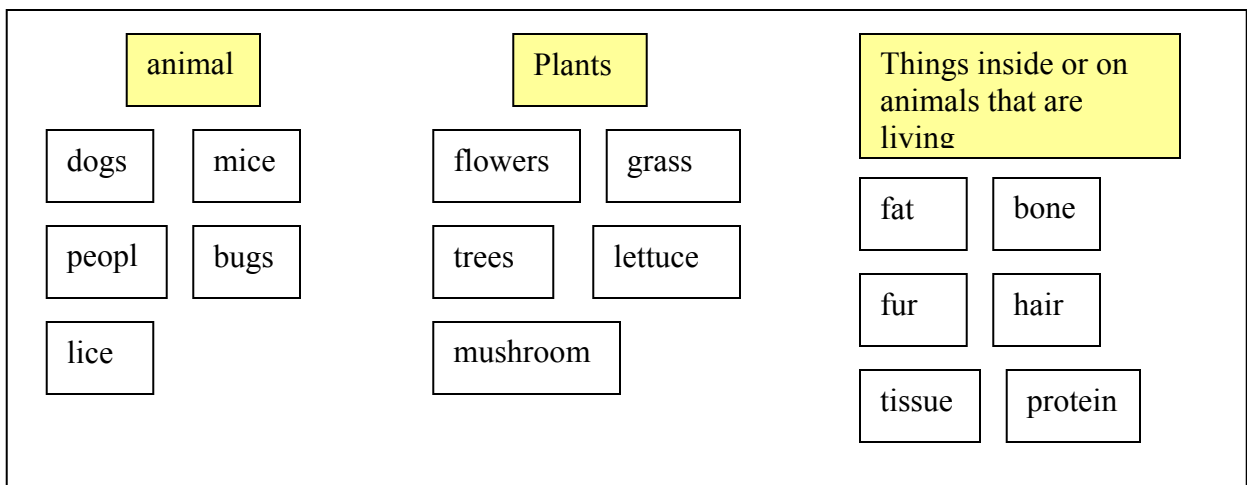 animal
dogs mice
peopl bugs
lice
Plants
flowers grass
trees lettuce
mushroom
Things inside or on
animals that are
living
fat bone
fur hair
tissue protein